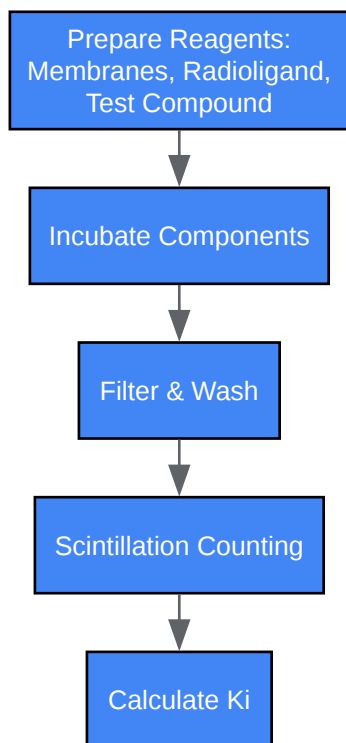 Prepare Reagents:
Membranes, Radioligand,
Test Compound
Incubate Components
Filter & Wash
Scintillation Counting
Calculate Ki